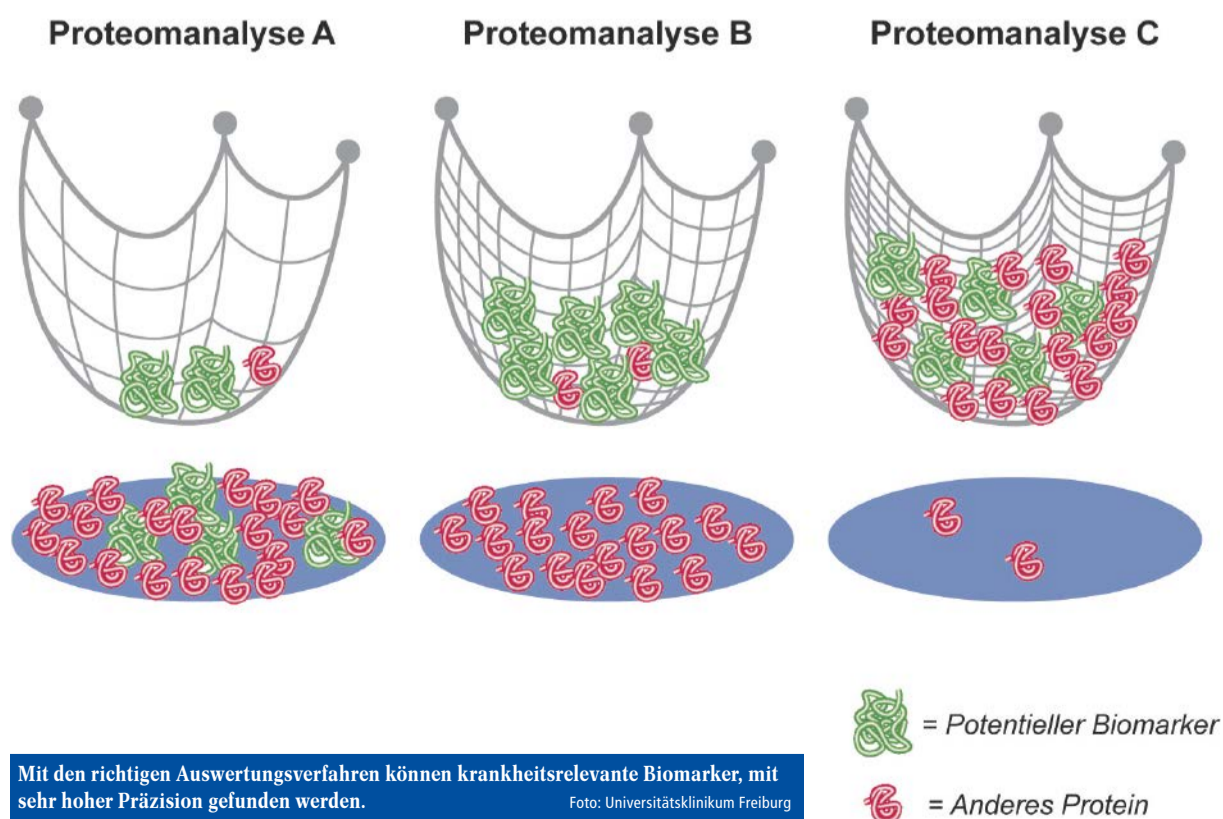 Proteomanalyse A
Proteomanalyse B
Proteomanalyse C
= Potentieller Biomarker
= Anderes Protein
Mit den richtigen Auswertungsverfahren können krankheitsrelevante Biomarker, mit
sehr hoher Präzision gefunden werden.
Foto: Universitätsklinikum Freiburg